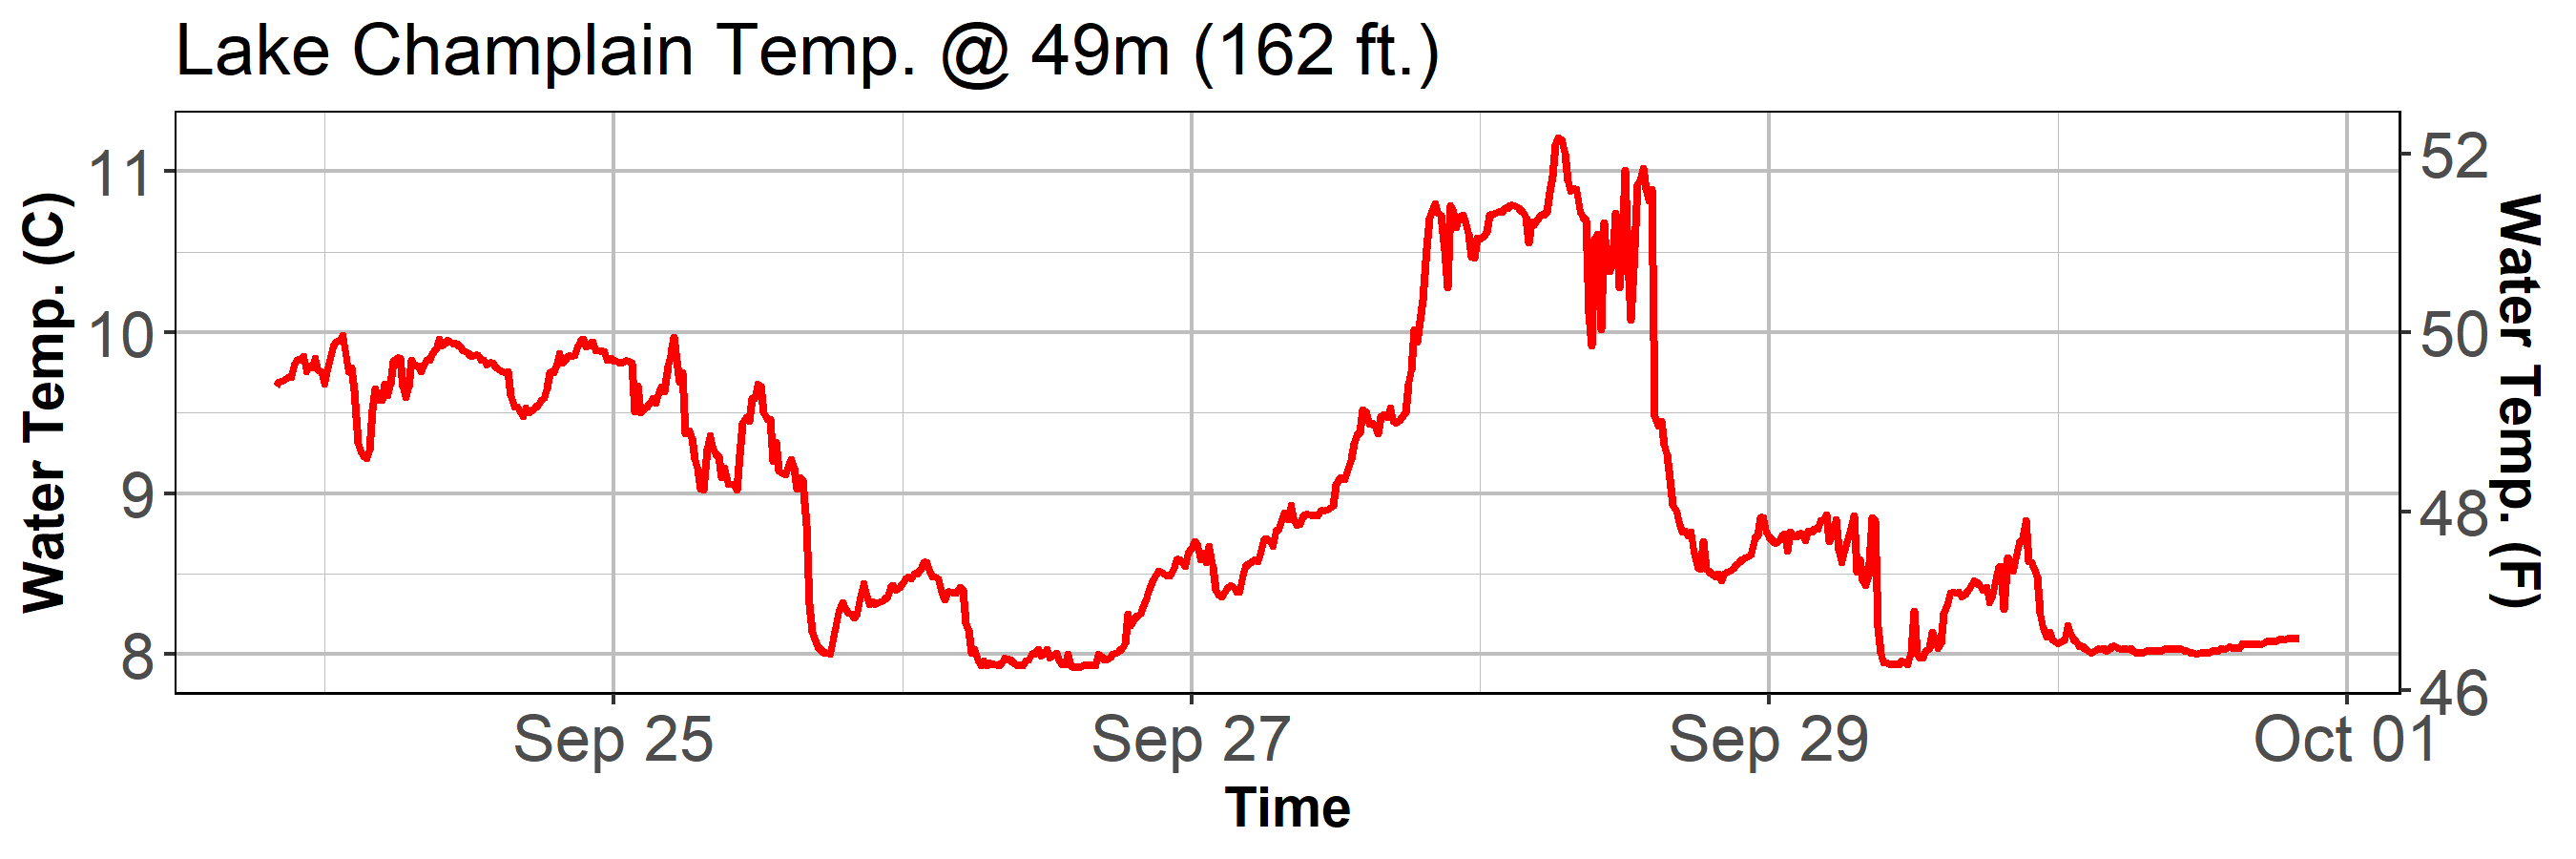 Lake Champlain Temp. @ 49m (162 ft.)
Water Temp. (C)
11
10
9
8
52
50
48
46
Water Temp. (F)
Sep 25 Sep 27 Sep 29 Oct 01
Time